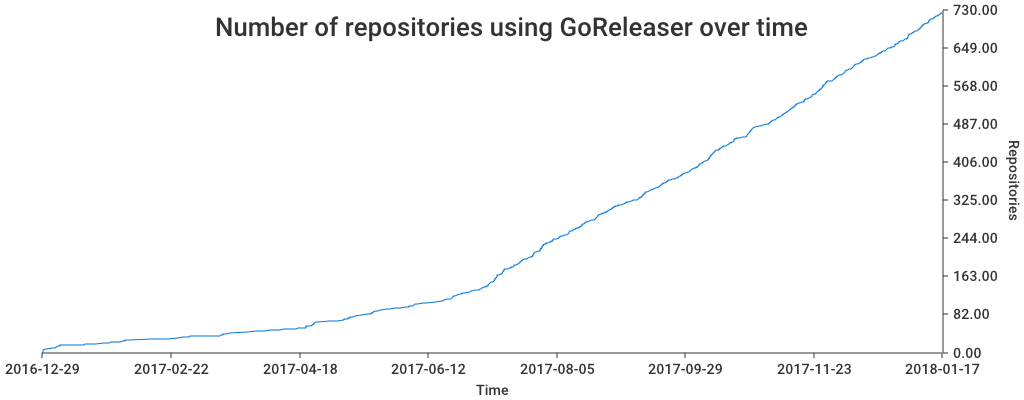 Number of repositories using GoReleaser over time
730.00
649.00
568.00
487.00
406.00
325.00
244.00
163.00
82.00
0.00
Repositories
2016-12-29 2017-02-22 2017-04-18 2017-06-12 2017-08-05 2017-09-29 2017-11-23 2018-01-17
Time